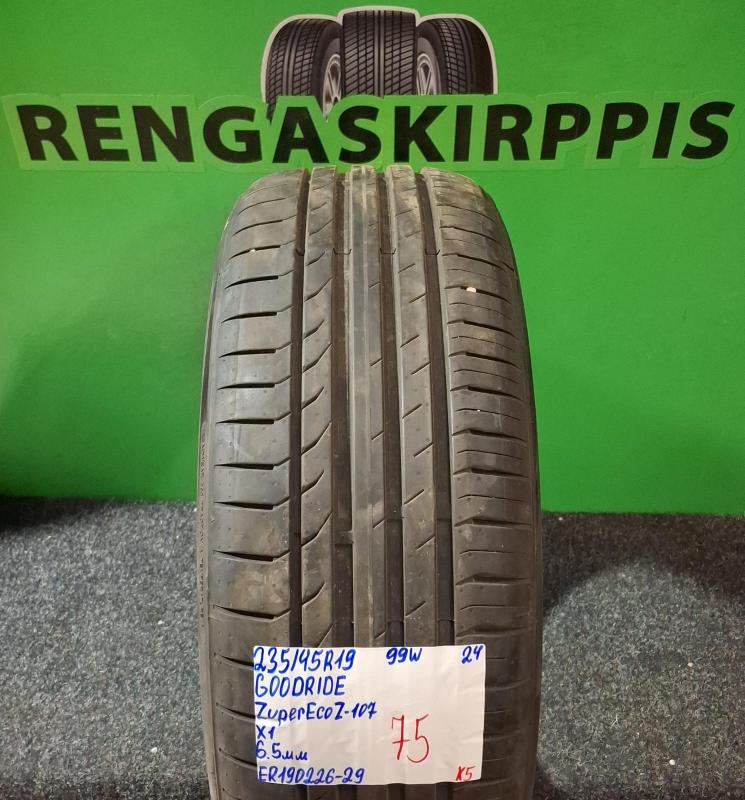 RENGASKIRPPIS
235/45R19 99W 24
GOODRIDE
ZuperEcoZ-107
X1
6.5мм 75
ER190226-29 K5